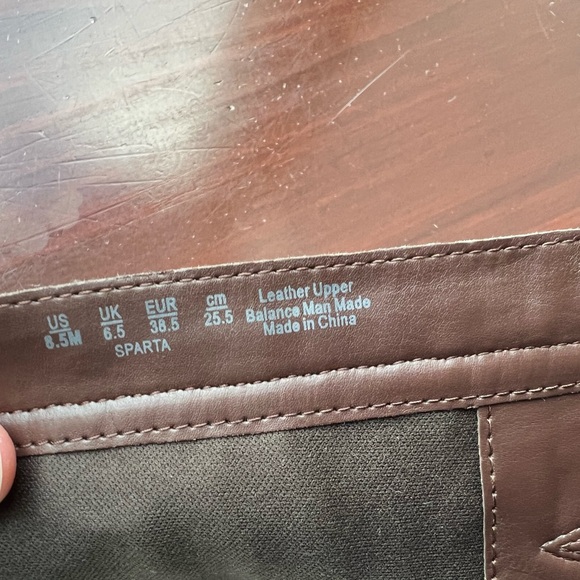 US UK EUR cm Leather Upper
8.5M 6.5 38.5 25.5 Balance Man Made
SPARTA Made in China